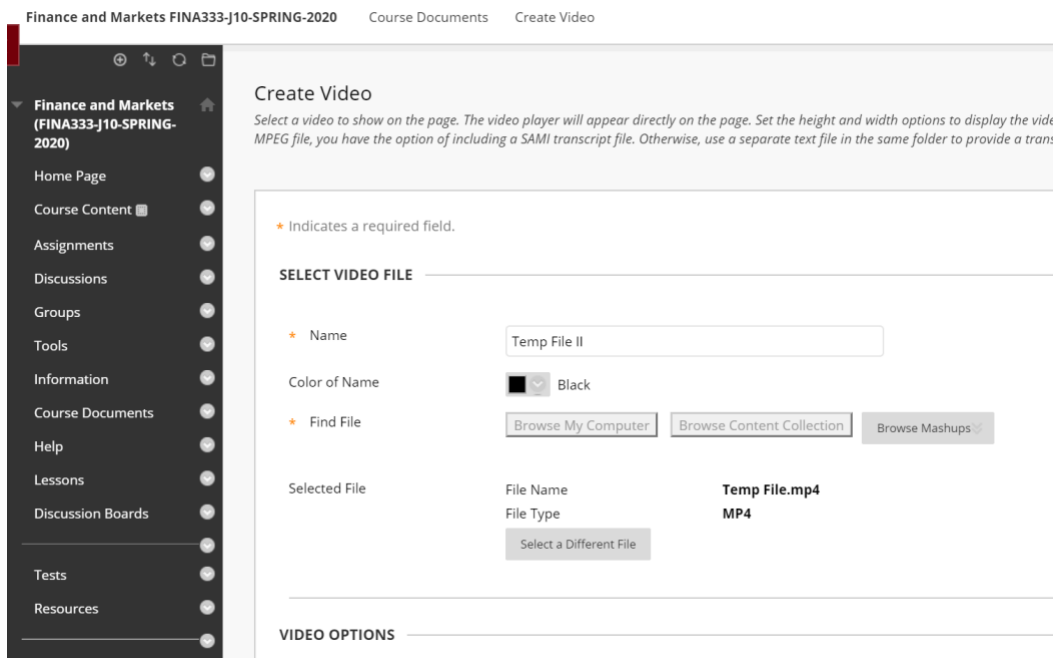 Finance and Markets FINA333-J10-SPRING-2020 Course Documents Create Video
Finance and Markets
(FINA333-J10-SPRING-
2020)
Home Page
Course Content
Assignments
Discussions
Groups
Tools
Information
Course Documents
Help
Lessons
Discussion Boards
Tests
Resources
Create Video
Select a video to show on the page. The video player will appear directly on the page. Set the height and width options to display the
MPEG file, you have the option of including a SAMI transcript file. Otherwise, use a separate text file in the same folder to provide a
* Indicates a required field.
SELECT VIDEO FILE
* Name Temp File II
Color of Name Black
* Find File Browse My Computer Browse Content Collection Browse Mashups
Selected File File Name Temp File.mp4
File Type MP4
Select a Different File
VIDEO OPTIONS